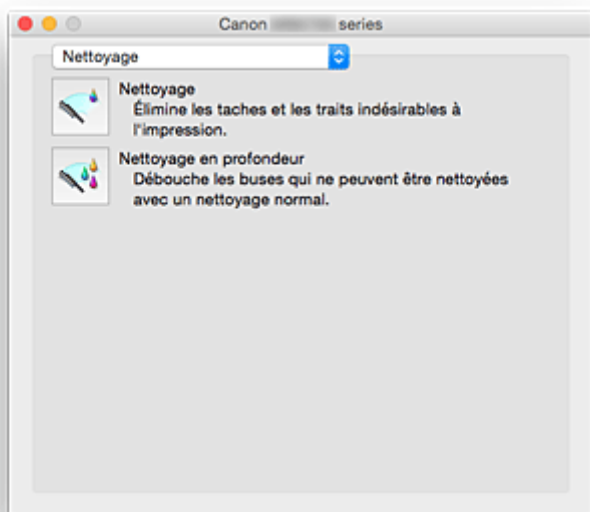 Canon series
Nettoyage
Nettoyage
Élimine les taches et les traits indésirables à
l'impression.
Nettoyage en profondeur
Débouche les buses qui ne peuvent être nettoyées
avec un nettoyage normal.